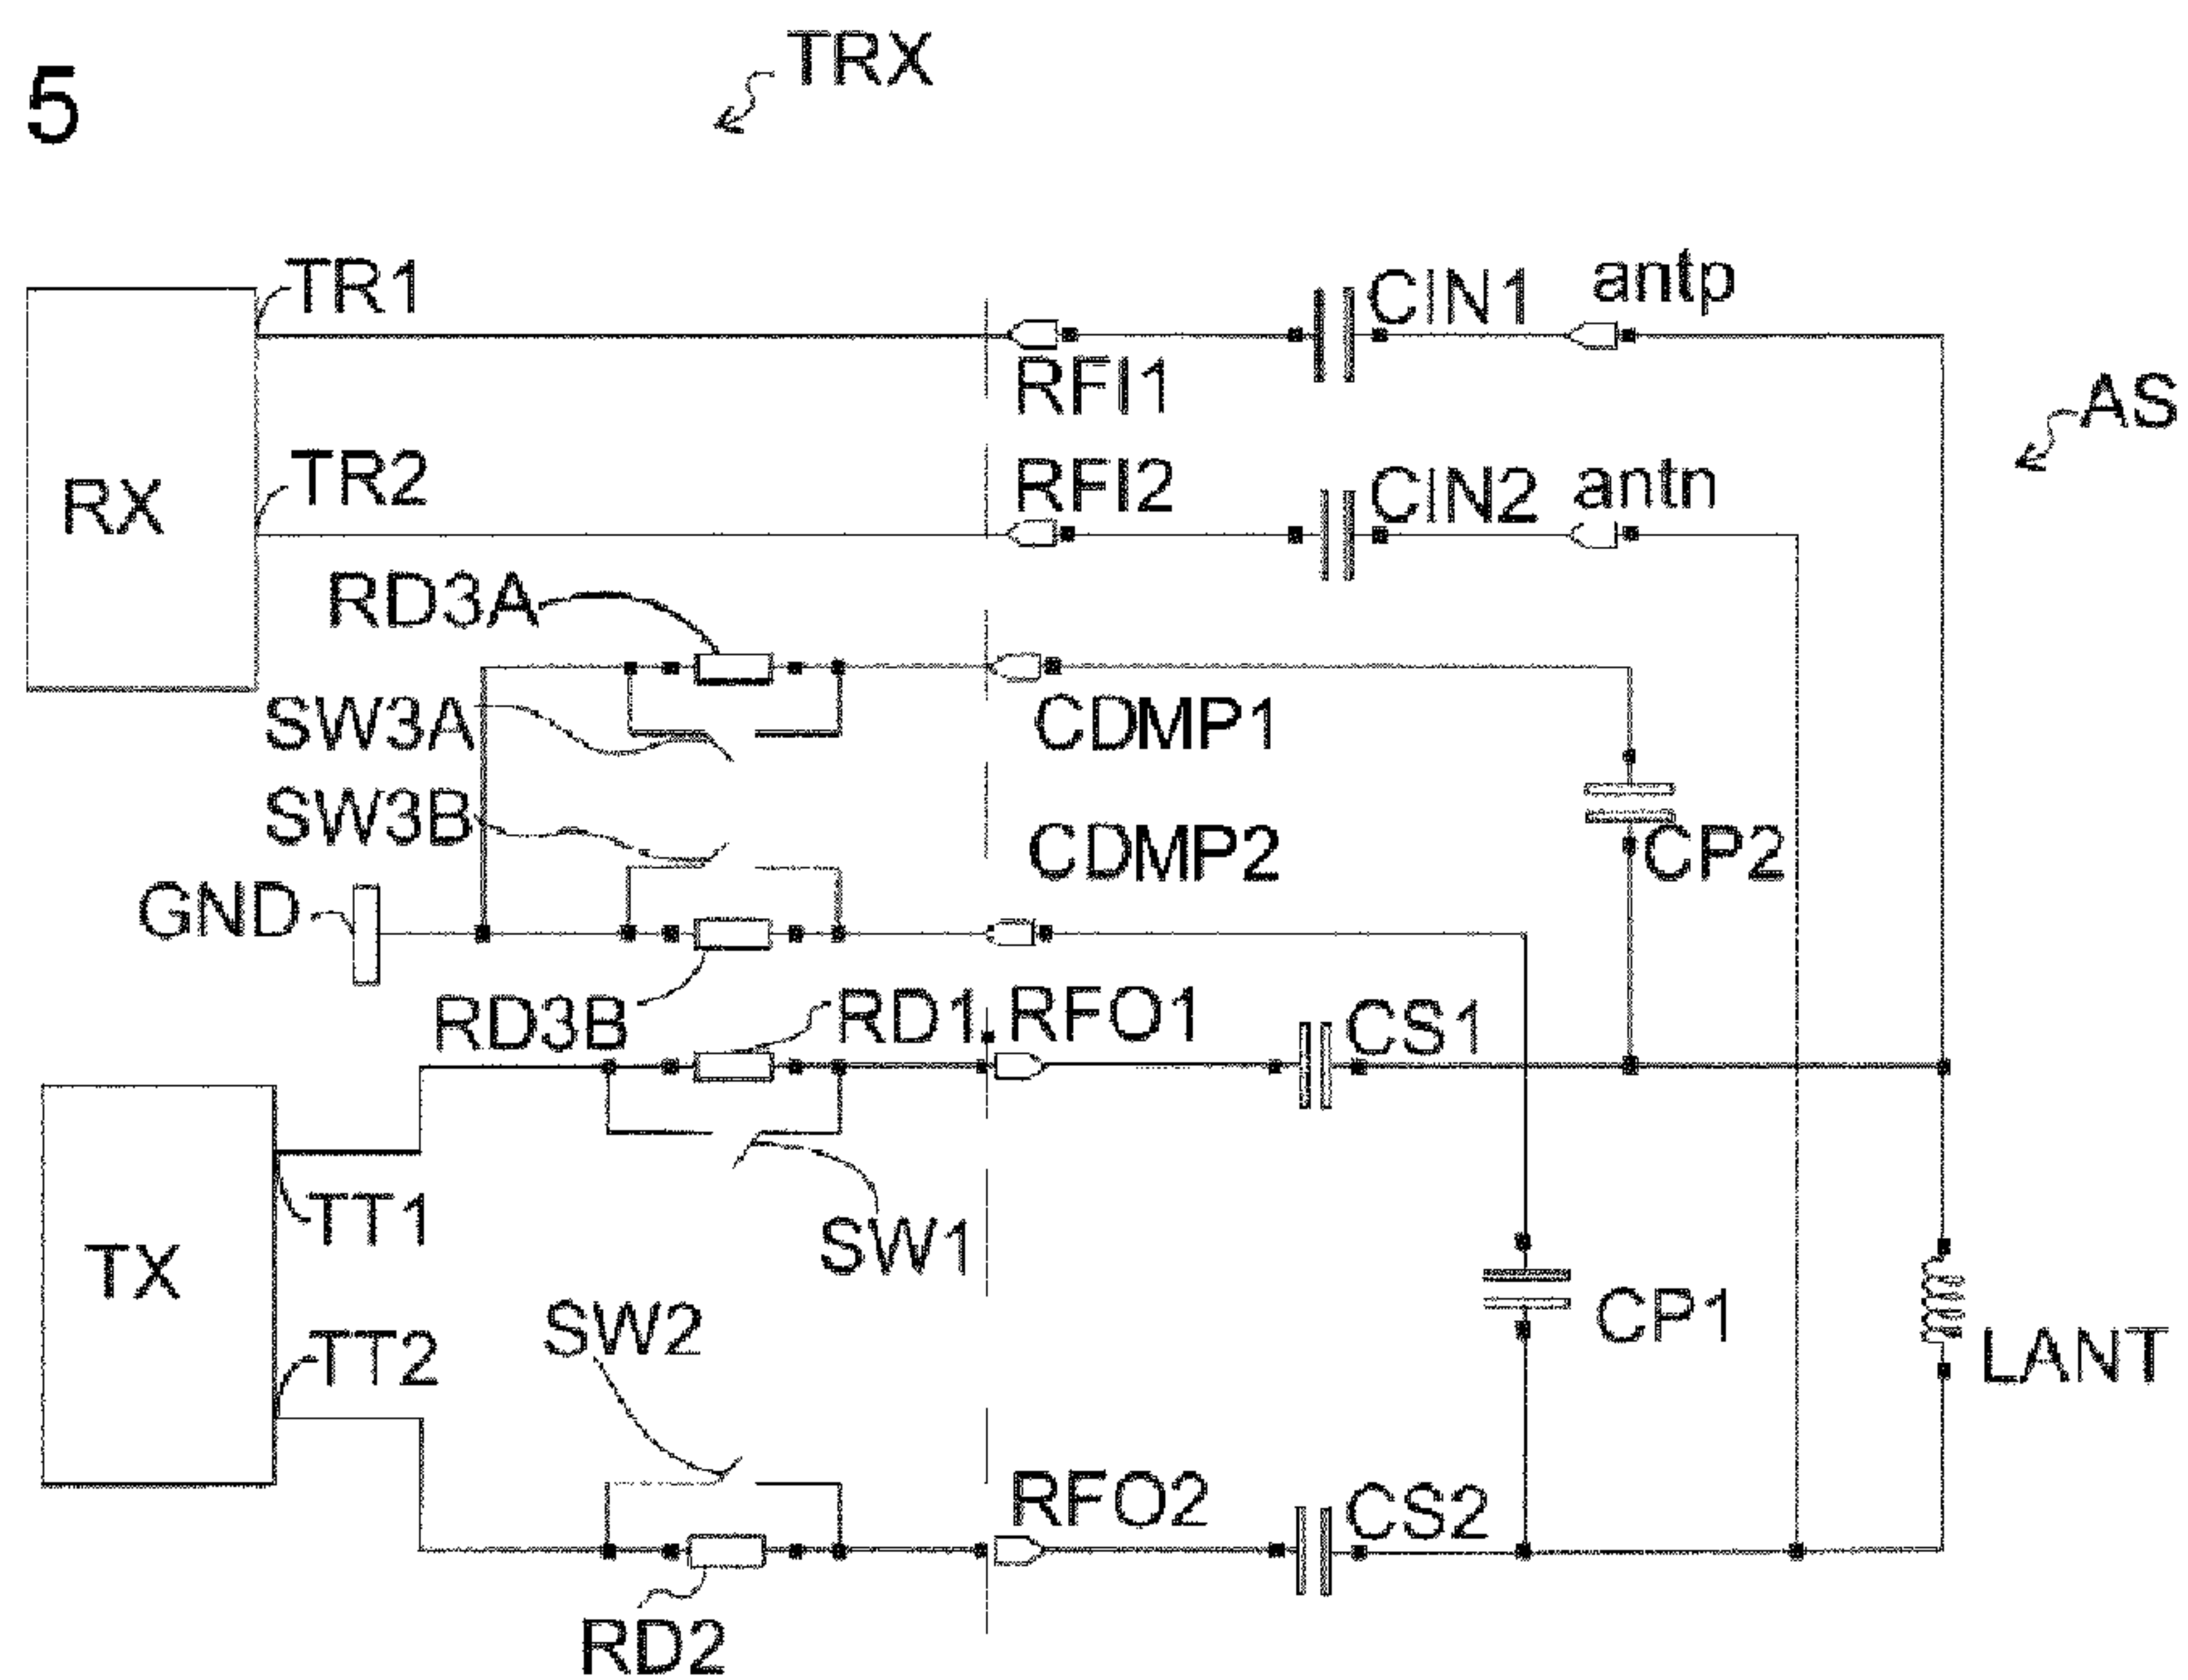 5
TRX
TR1
CIN1
antp
RFI1
AS
TR2
RFI2
CIN2
antn
RX
RD3A
SW3A
CDMP1
SW3B
CDMP2
CP2
GND
RD3B
RD1
RFO1
CS1
TT1
SW1
TX
CP1
SW2
TT2
LANT
RFO2
CS2
RD2